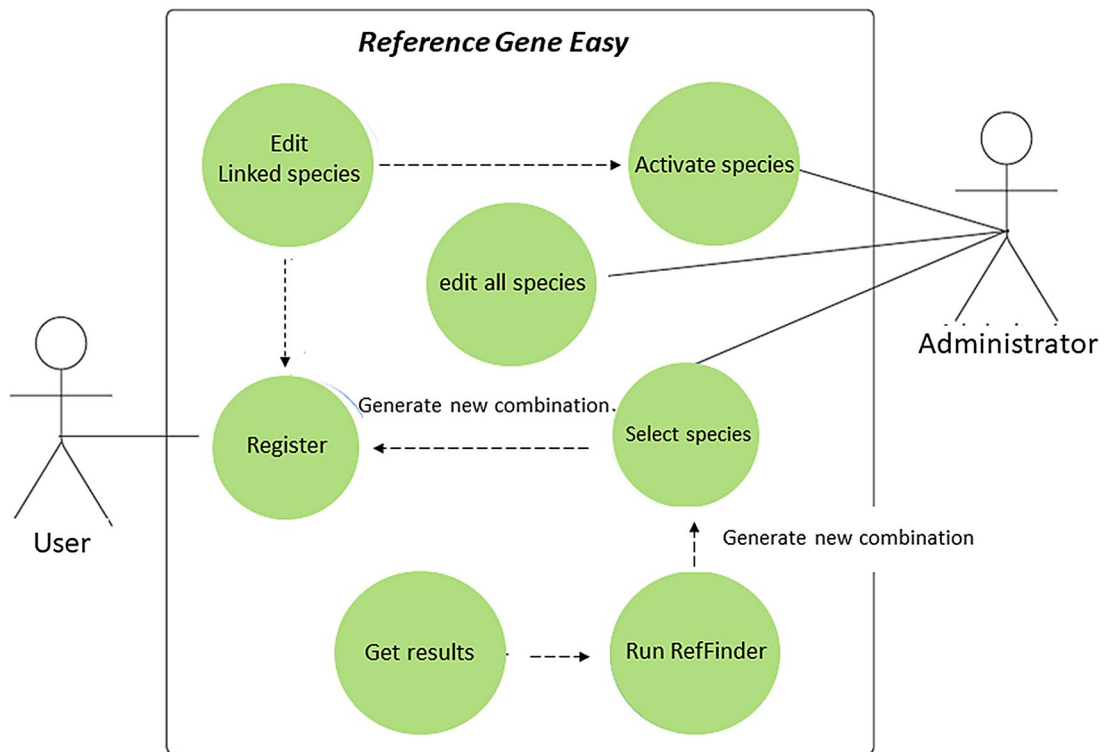 Reference Gene Easy
Edit
Linked species
Activate species
edit all species
Administrator
Generate new combination.
Register
Select species
User
Generate new combination
Get results
Run RefFinder